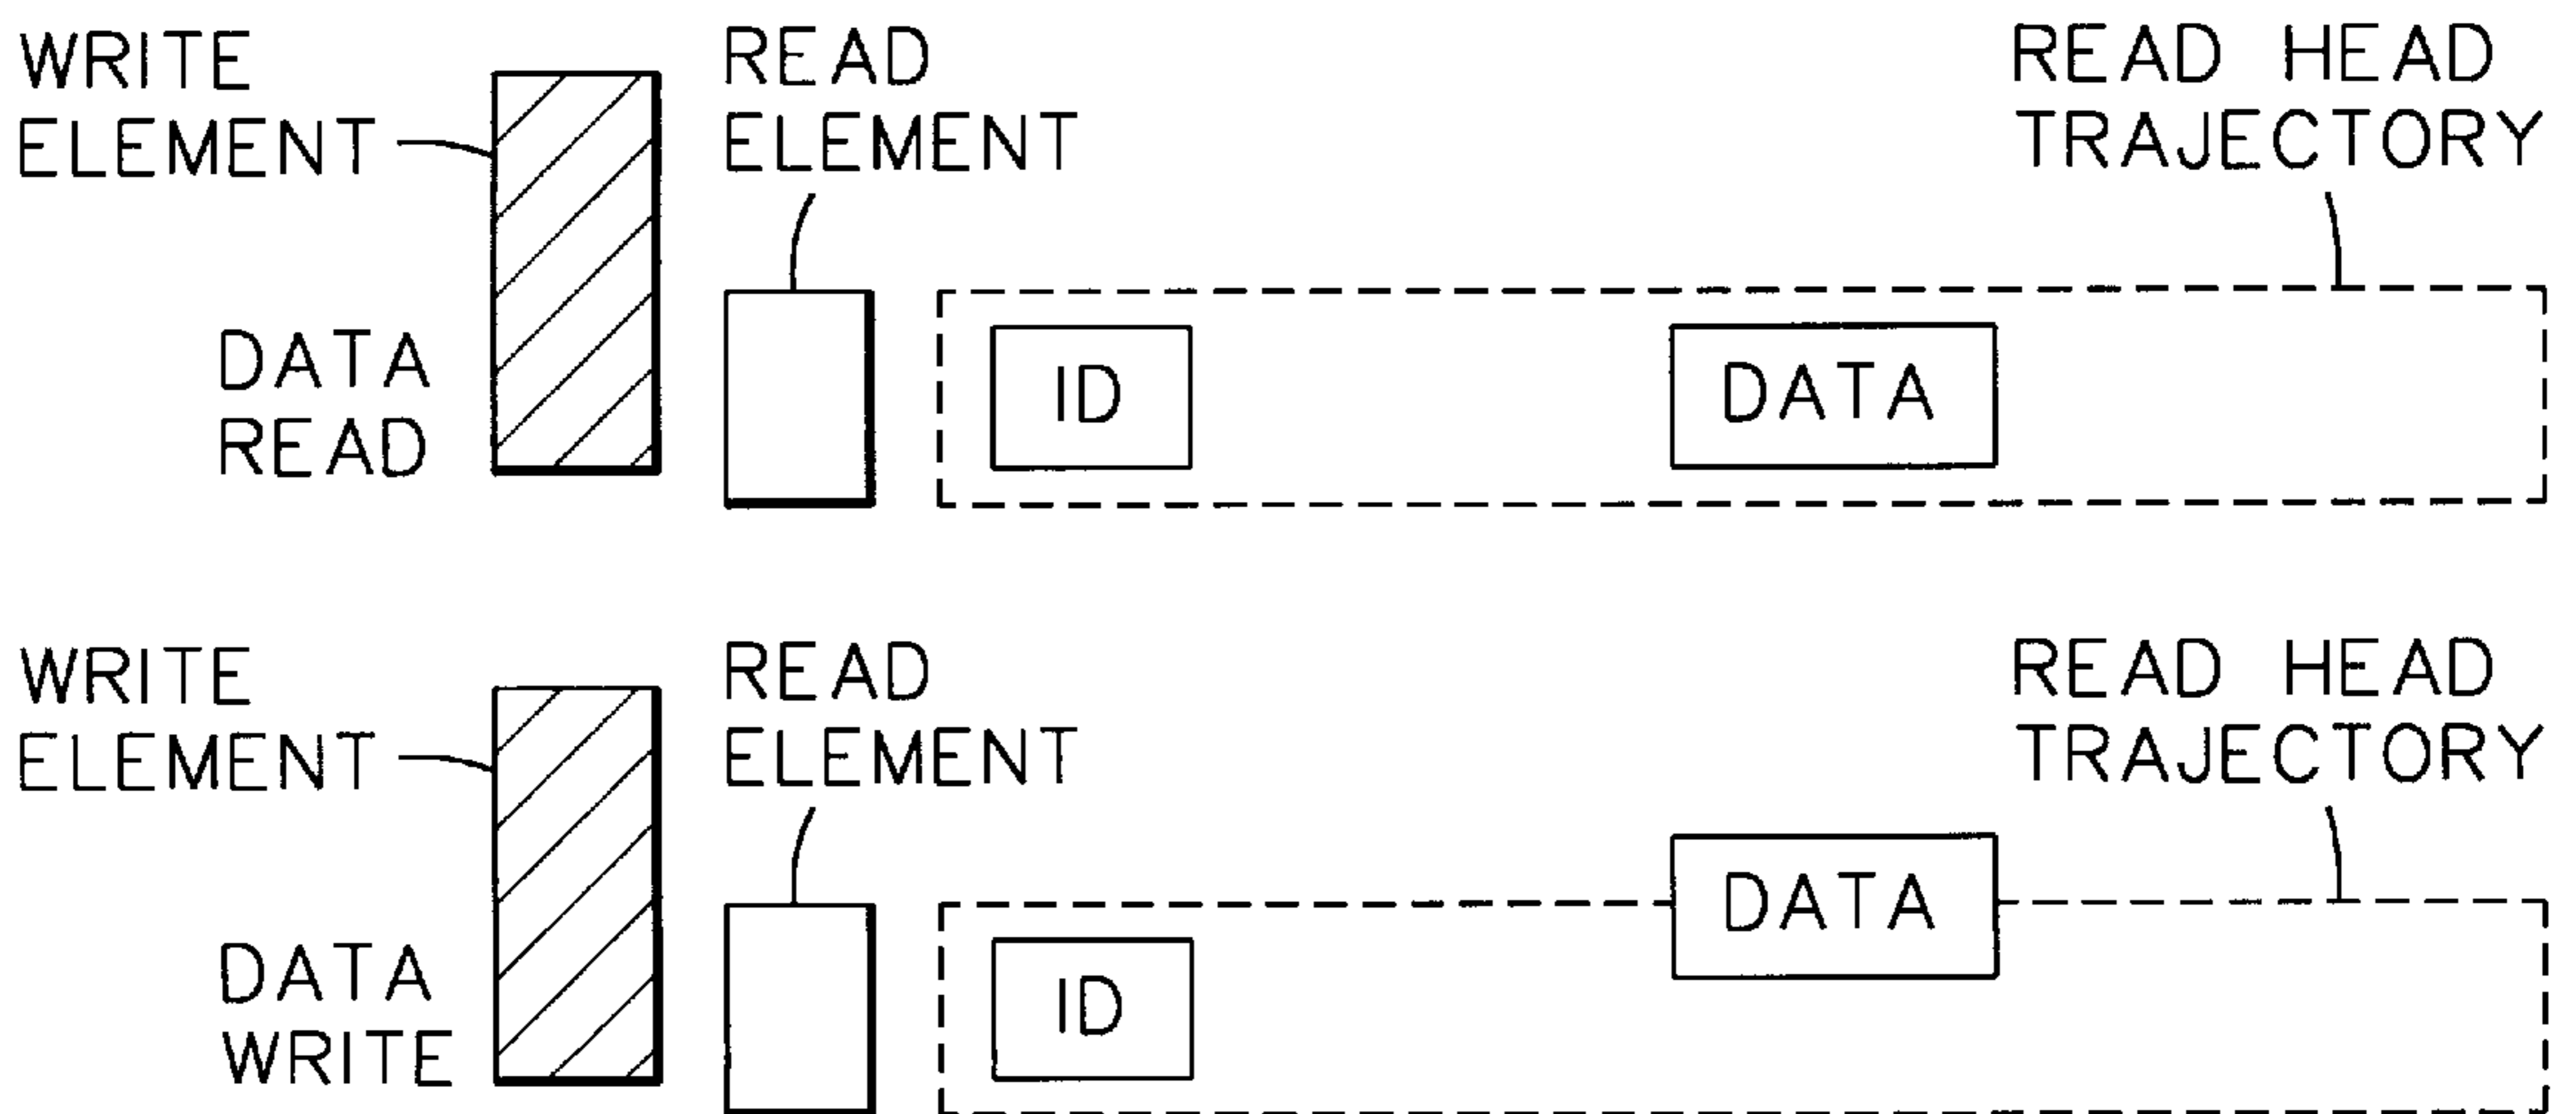 WRITE
ELEMENT
READ
ELEMENT
READ HEAD
TRAJECTORY
DATA
READ
ID
DATA
WRITE
ELEMENT
READ
ELEMENT
READ HEAD
TRAJECTORY
DATA
WRITE
ID
DATA